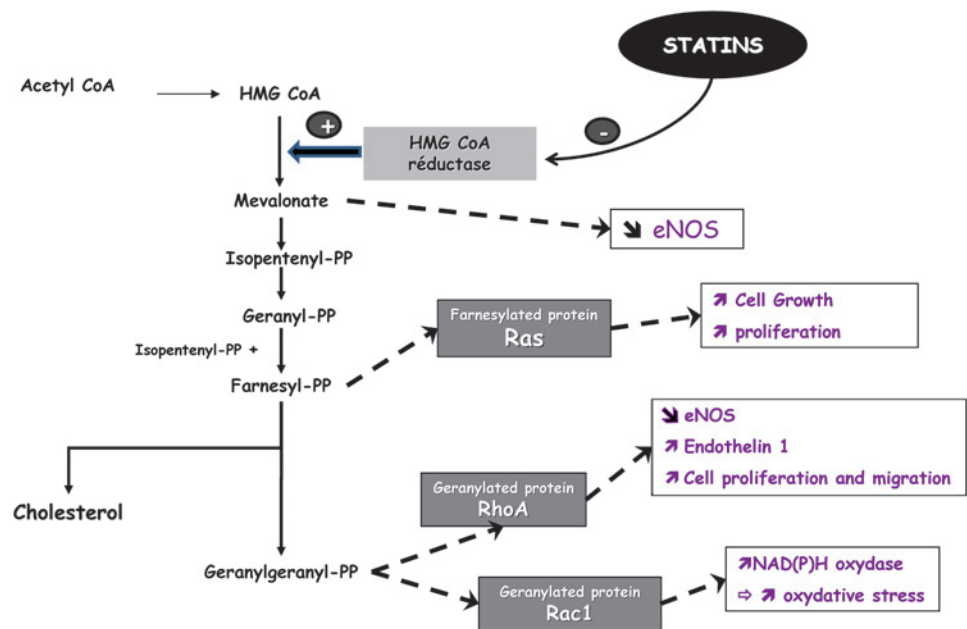 STATINS
Acetyl CoA
HMG CoA
+
-
HMG CoA
réductase
Mevalonate
↘ eNOS
Isopentenyl-PP
Geranyl-PP
Isopentenyl-PP +
Farnesyl-PP
Farnesylated protein
Ras
↗ Cell Growth
↗ proliferation
↘ eNOS
↗ Endothelin 1
↗ Cell proliferation and migration
Cholesterol
Geranylated protein
RhoA
Geranylgeranyl-PP
Geranylated protein
Rac1
↗NAD(P)H oxydase
⇨ ↗ oxydative stress